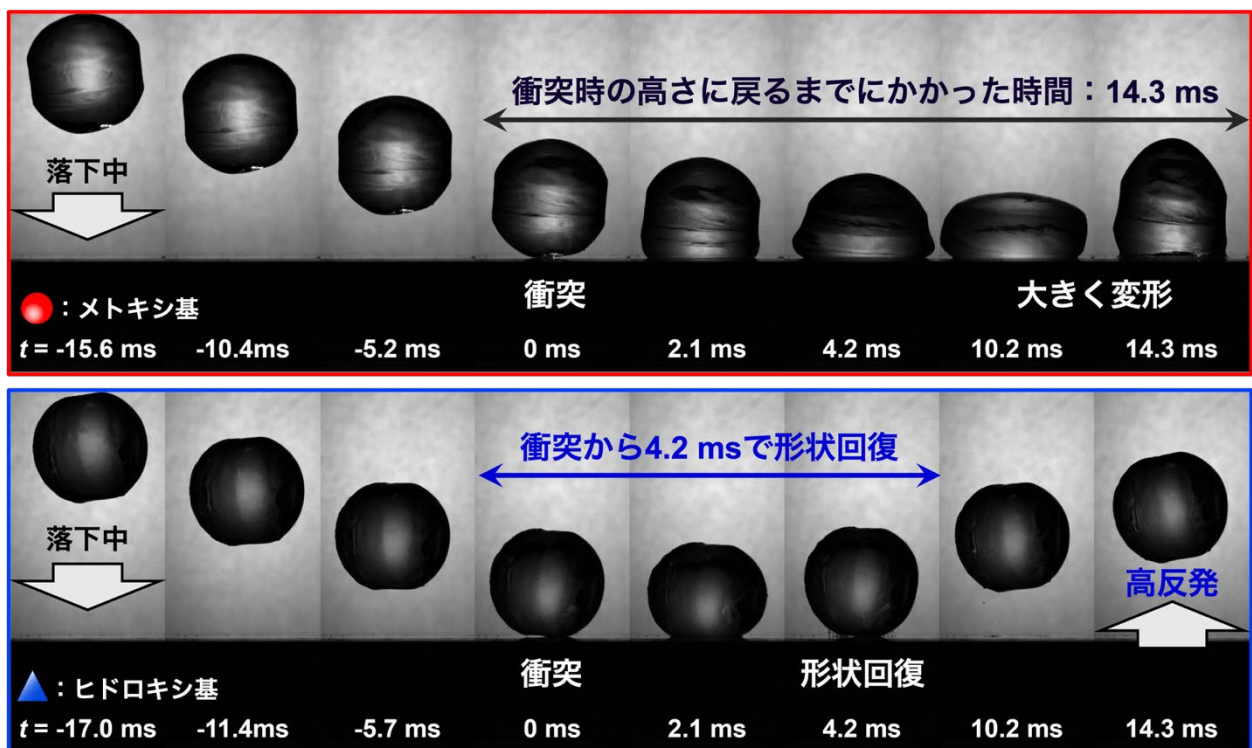 衝突時の高さに戻るまでにかかった時間：14.3 ms
落下中
：メトキシ基
衝突
大きく変形
t = -15.6 ms -10.4ms -5.2 ms 0 ms 2.1 ms 4.2 ms 10.2 ms 14.3 ms
衝突から4.2 msで形状回復
落下中
高反発
：ヒドロキシ基
衝突
形状回復
t = -17.0 ms -11.4ms -5.7 ms 0 ms 2.1 ms 4.2 ms 10.2 ms 14.3 ms